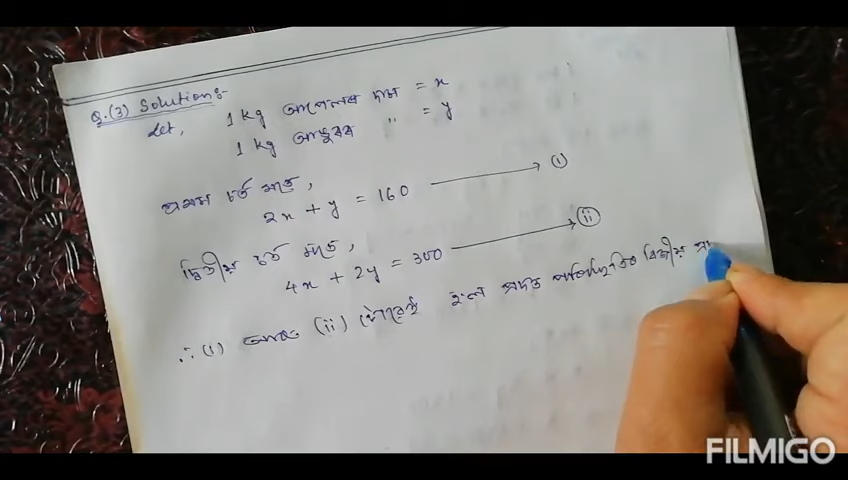 Q.(3) Solution:-
Let, 1 kg আপেলৰ দাম = x
1 kg আঙুৰৰ " = y
প্ৰথম চৰ্ত মতে,
2x + y = 160 (i)
দ্বিতীয় চৰ্ত মতে,
4x + 2y = 300 (ii)
∴ (i) আৰু (ii) য়েই হ'ল প্ৰদত্ত পৰিস্থিতিৰ বিজীয়
FILMIGO